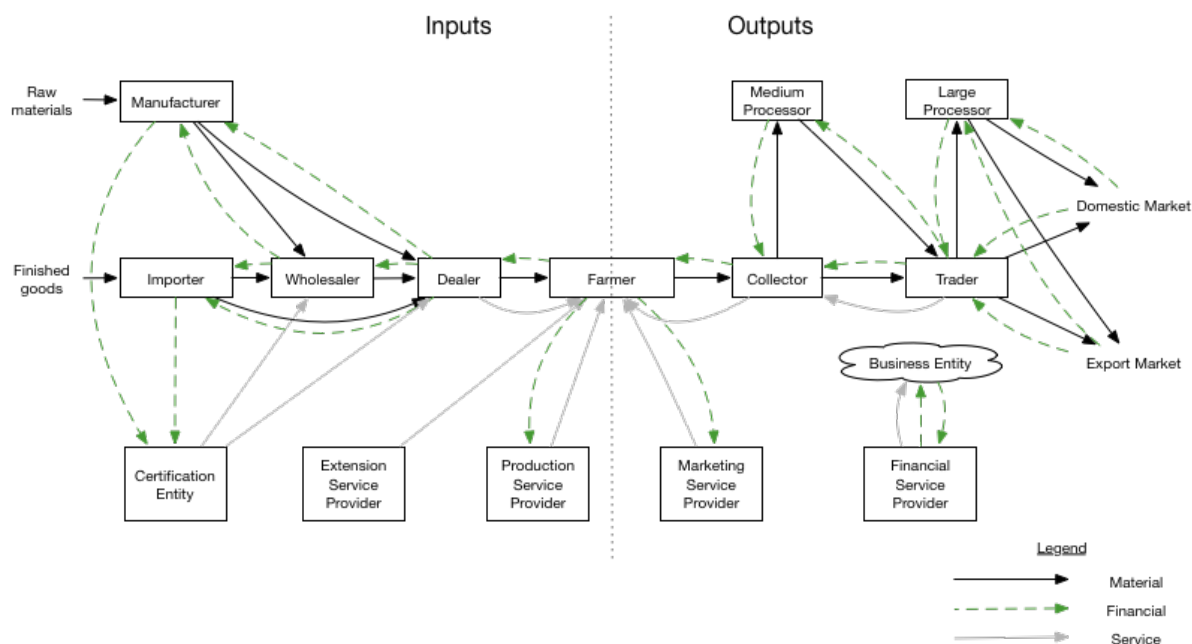 Inputs
Outputs
Raw
materials
Manufacturer
Medium
Processor
Large
Processor
Domestic Market
Finished
goods
Importer
Wholesaler
Dealer
Farmer
Collector
Trader
Business Entity
Export Market
Certification
Entity
Extension
Service
Provider
Production
Service
Provider
Marketing
Service
Provider
Financial
Service
Provider
Legend
Material
Financial
Service